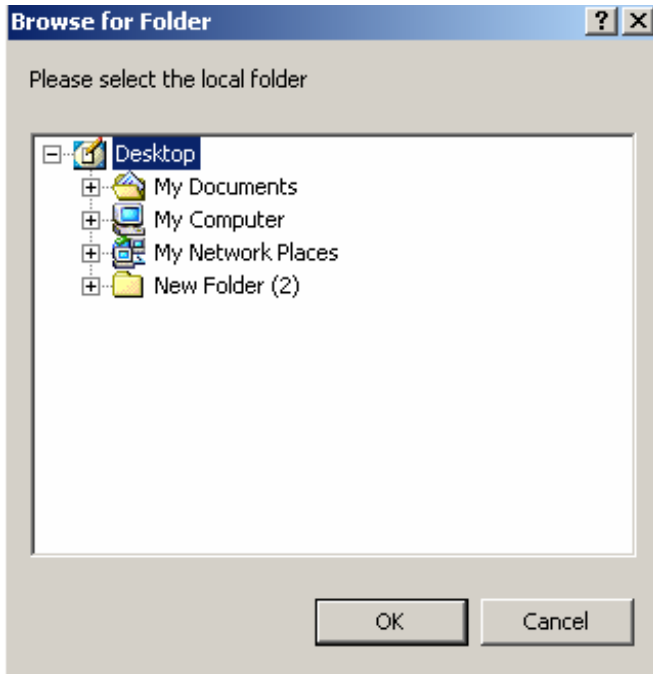 Browse for Folder
Please select the local folder
Desktop
My Documents
My Computer
My Network Places
New Folder (2)
OK Cancel